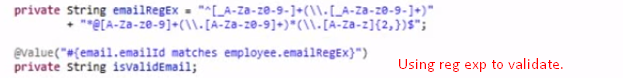 private String emailRegEx = "^[_A-Za-z0-9-]+(\\.[_A-Za-z0-9-]+)"
+ "*@[A-Za-z0-9]+(\\.[A-Za-z0-9]+)*(\\.[A-Za-z]{2,})$";
@Value("#{email.emailId matches employee.emailRegEx}")
private String isValidEmail;
Using reg exp to validate.